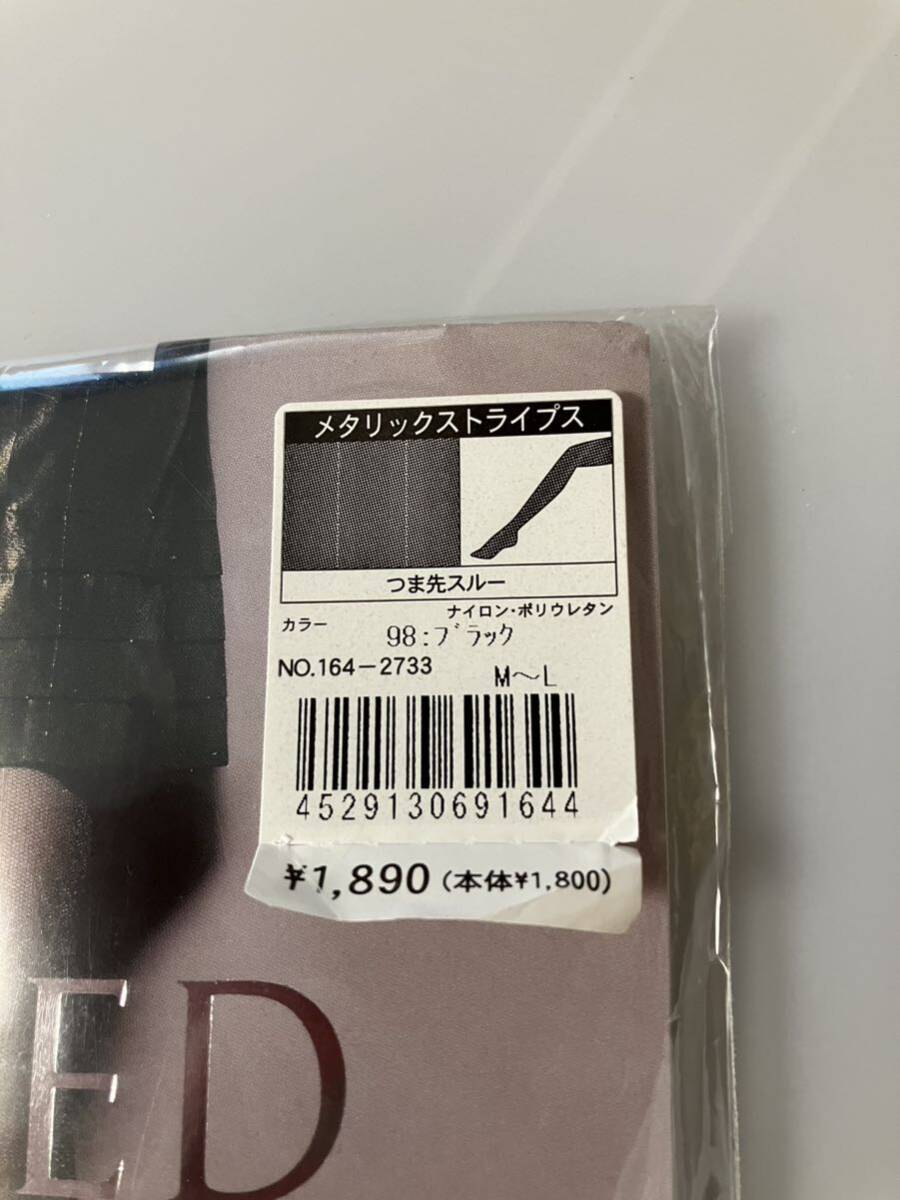 メタリックストライプス
つま先スルー
ナイロン・ポリウレタン
カラー
98:ブラック
NO.164-2733
M～L
4529130691644
¥1,890 (本体¥1,800)
ED